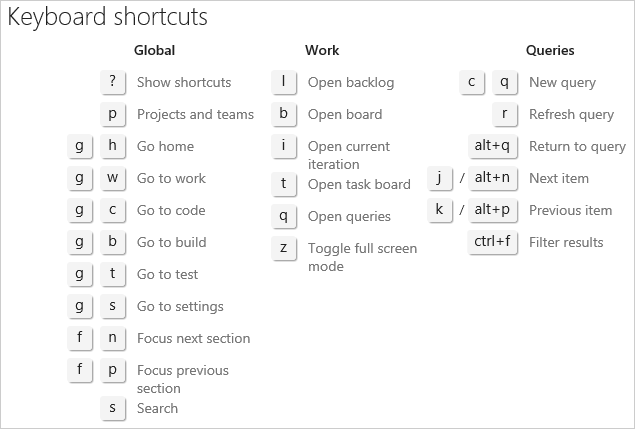 Keyboard shortcuts
Global
? Show shortcuts
p Projects and teams
g h Go home
g w Go to work
g c Go to code
g b Go to build
g t Go to test
g s Go to settings
f n Focus next section
f p Focus previous
section
s Search
Work
l Open backlog
b Open board
i Open current
iteration
t Open task board
q Open queries
z Toggle full screen
mode
Queries
c q New query
r Refresh query
alt+q Return to query
j / alt+n Next item
k / alt+p Previous item
ctrl+f Filter results